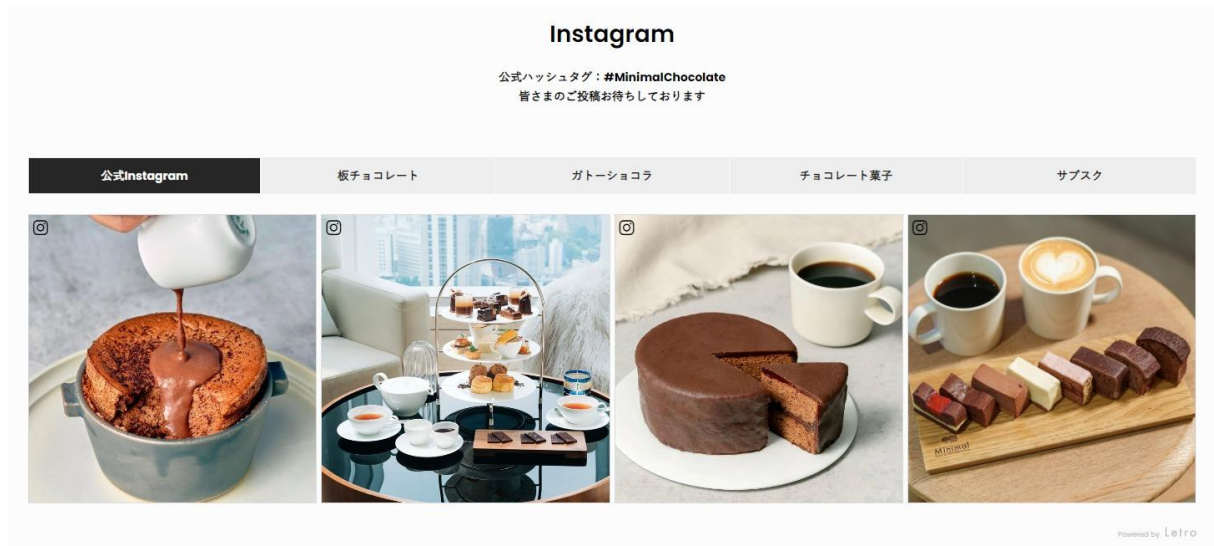 Instagram
公式ハッシュタグ：#MinimalChocolate
皆さまのご投稿お待ちしております
公式Instagram
板チョコレート
ガトーショコラ
チョコレート菓子
サブスク
Minimal
Powered by Letro